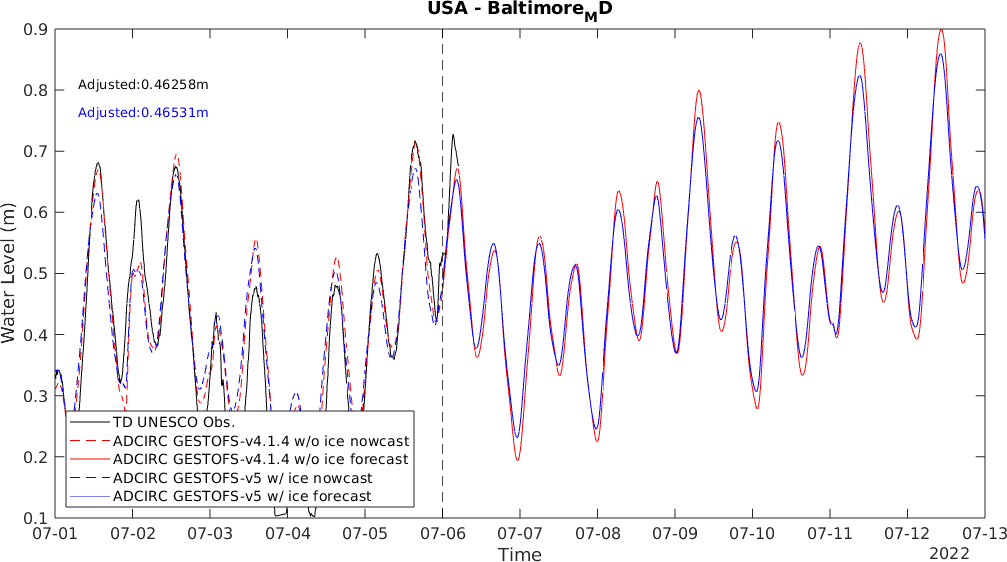 USA - Baltimore_MD
Adjusted:0.46258m
Adjusted:0.46531m
Water Level (m)
0.9
0.8
0.7
0.6
0.5
0.4
0.3
0.2
0.1
TD UNESCO Obs.
ADCIRC GESTOFS-v4.1.4 w/o ice nowcast
ADCIRC GESTOFS-v4.1.4 w/o ice forecast
ADCIRC GESTOFS-v5 w/ ice nowcast
ADCIRC GESTOFS-v5 w/ ice forecast
07-01 07-02 07-03 07-04 07-05 07-06 07-07 07-08 07-09 07-10 07-11 07-12 07-13
Time
2022